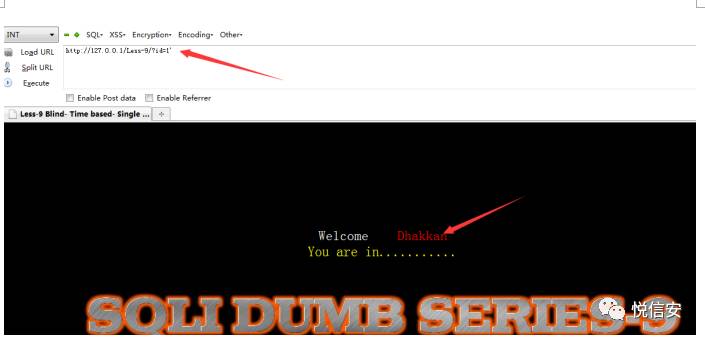 INT SQL- XSS- Encryption- Encoding- Other-
Load URL http://127.0.0.1/Less-9/?id=1'
Split URL
Execute
Enable Post data Enable Referrer
Less-9 Blind- Time based- Single ...
Welcome Dhakkan
You are in...........
SQLI DUMB SERIES-9
悦信安